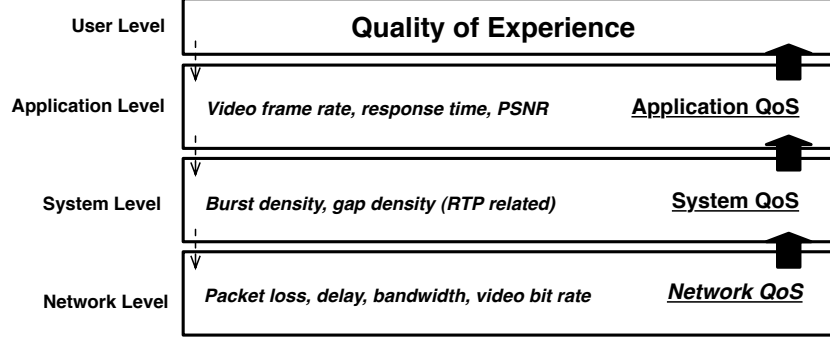 User Level
Quality of Experience
Application Level
Video frame rate, response time, PSNR
Application QoS
System Level
Burst density, gap density (RTP related)
System QoS
Network Level
Packet loss, delay, bandwidth, video bit rate
Network QoS